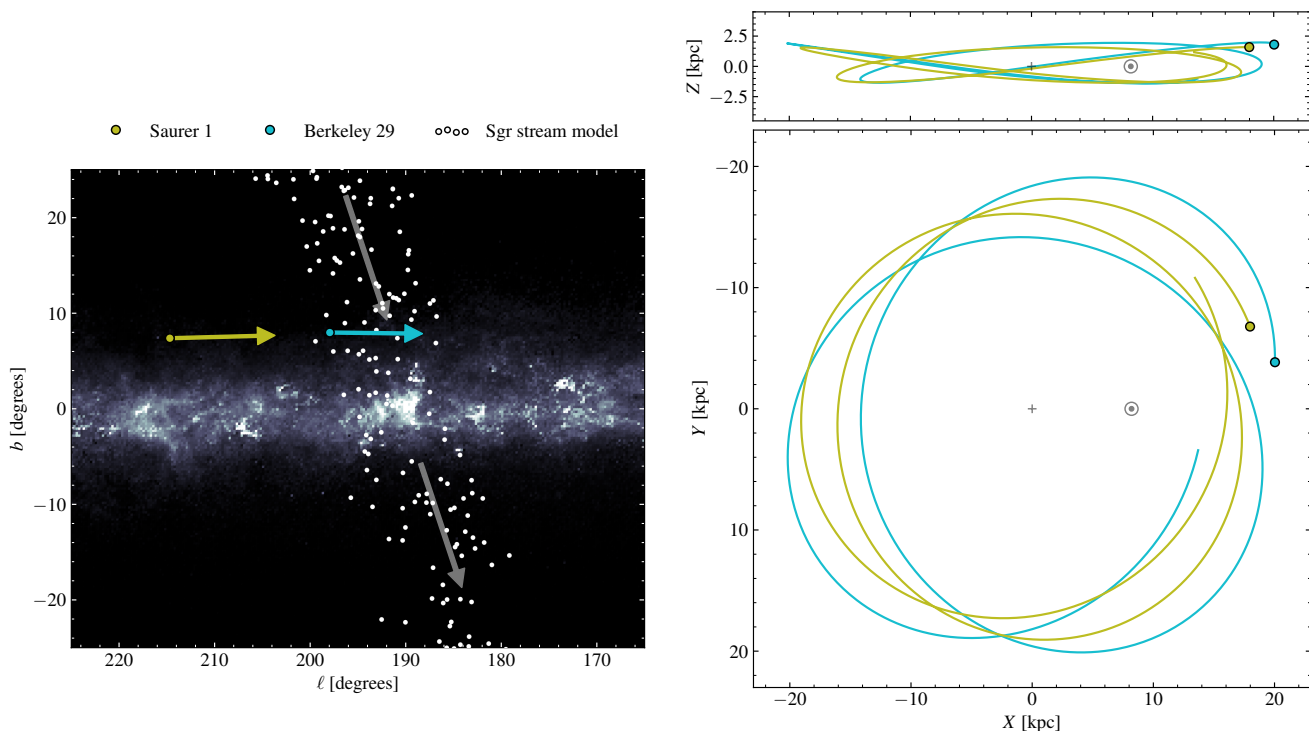 Saurer 1 Berkeley 29 Sgr stream model
20
10
0
−10
−20
b [degrees]
220 210 200 190 180 170
ℓ [degrees]
2.5
0.0
−2.5
Z [kpc]
−20
−10
0
10
20
Y [kpc]
−20 −10 0 10 20
X [kpc]